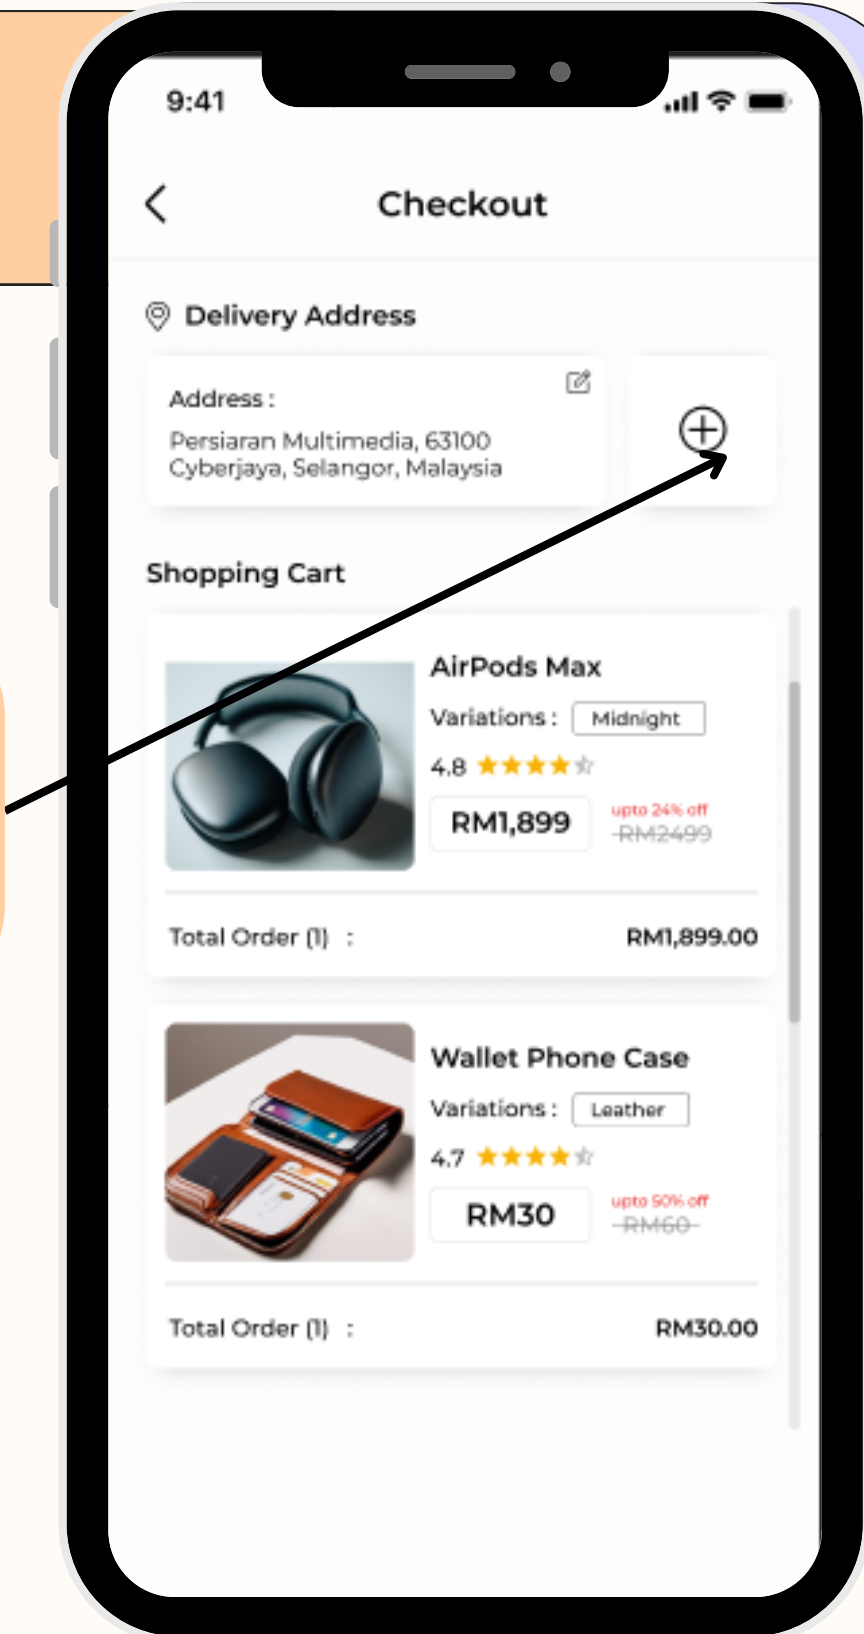 9:41
Checkout
Delivery Address
Address :
Persiaran Multimedia, 63100
Cyberjaya, Selangor, Malaysia
Shopping Cart
AirPods Max
Variations : Midnight
4.8
RM1,899
upto 24% off
RM2499
Total Order (1) : RM1,899.00
Wallet Phone Case
Variations : Leather
4.7
RM30
upto 50% off
RM60
Total Order (1) : RM30.00